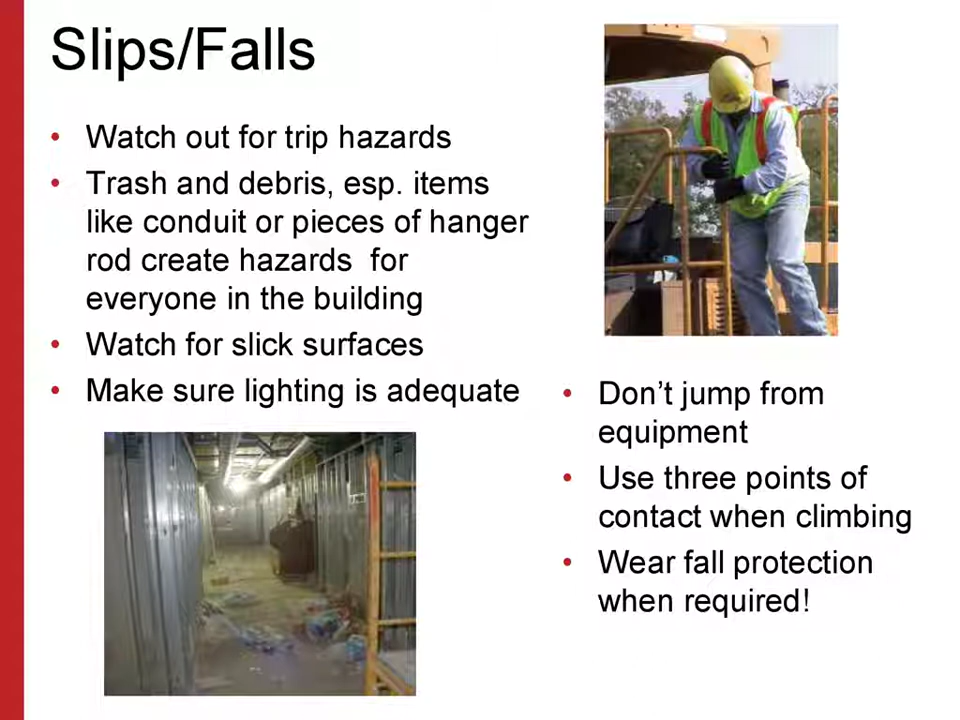 Slips/Falls
• Watch out for trip hazards
• Trash and debris, esp. items
like conduit or pieces of hanger
rod create hazards  for
everyone in the building
• Watch for slick surfaces
• Make sure lighting is adequate
• Don’t jump from
equipment
• Use three points of
contact when climbing
• Wear fall protection
when required!